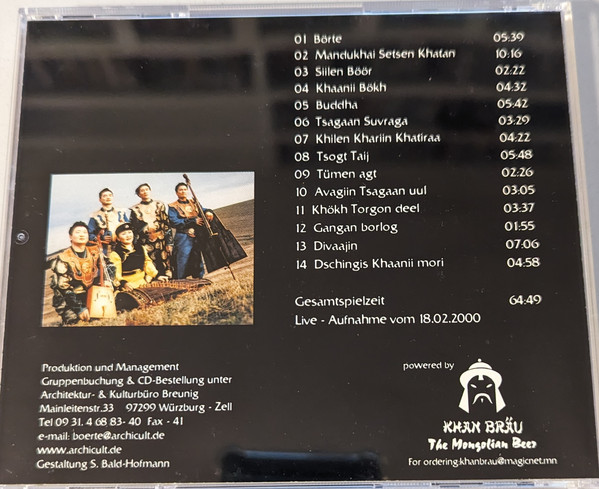 01 Börte 05:39
02 Mandukhai Setsen Khatan 10:16
03 Siilen Böör 02:22
04 Khaanii Bökh 04:32
05 Buddha 05:42
06 Tsagaan Suvraga 03:29
07 Khilen Khariin Khatiraa 04:22
08 Tsogt Taij 05:48
09 Tümen agt 02:26
10 Avagiin Tsagaan uul 03:05
11 Khökh Torgon deel 03:37
12 Gangan borlog 01:55
13 Divaajin 07:06
14 Dschingis Khaanii mori 04:58
Gesamtspielzeit 64:49
Live - Aufnahme vom 18.02.2000
Produktion und Management
Gruppenbuchung & CD-Bestellung unter
Architektur- & Kulturbüro Breunig
Mainleitenstr.33 97299 Würzburg - Zell
Tel 09 31. 4 68 83- 40 Fax - 41
e-mail: boerte@archicult.de
www.archicult.de
Gestaltung S. Bald-Hofmann
powered by
KHAN BRÄU
The Mongolian Beer
For ordering:khanbrau@magicnet.mn